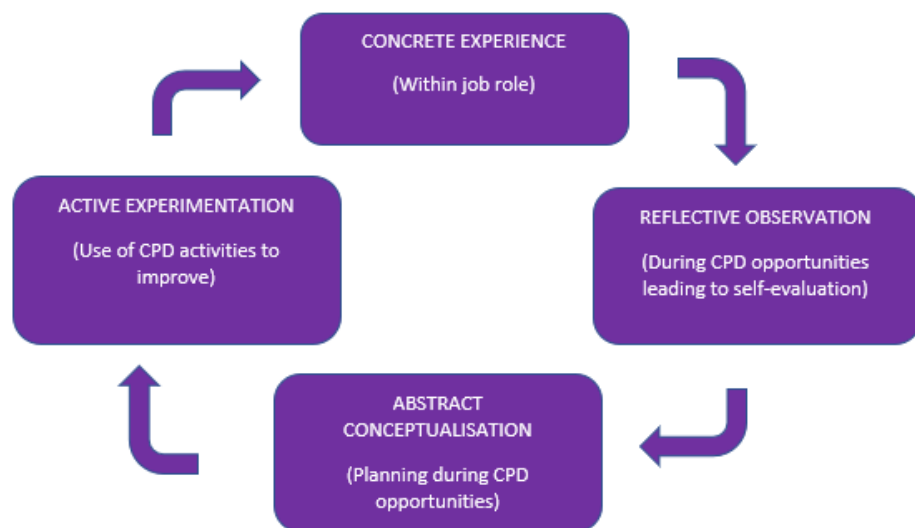 CONCRETE EXPERIENCE
(Within job role)
ACTIVE EXPERIMENTATION
(Use of CPD activities to
improve)
REFLECTIVE OBSERVATION
(During CPD opportunities
leading to self-evaluation)
ABSTRACT
CONCEPTUALISATION
(Planning during CPD
opportunities)